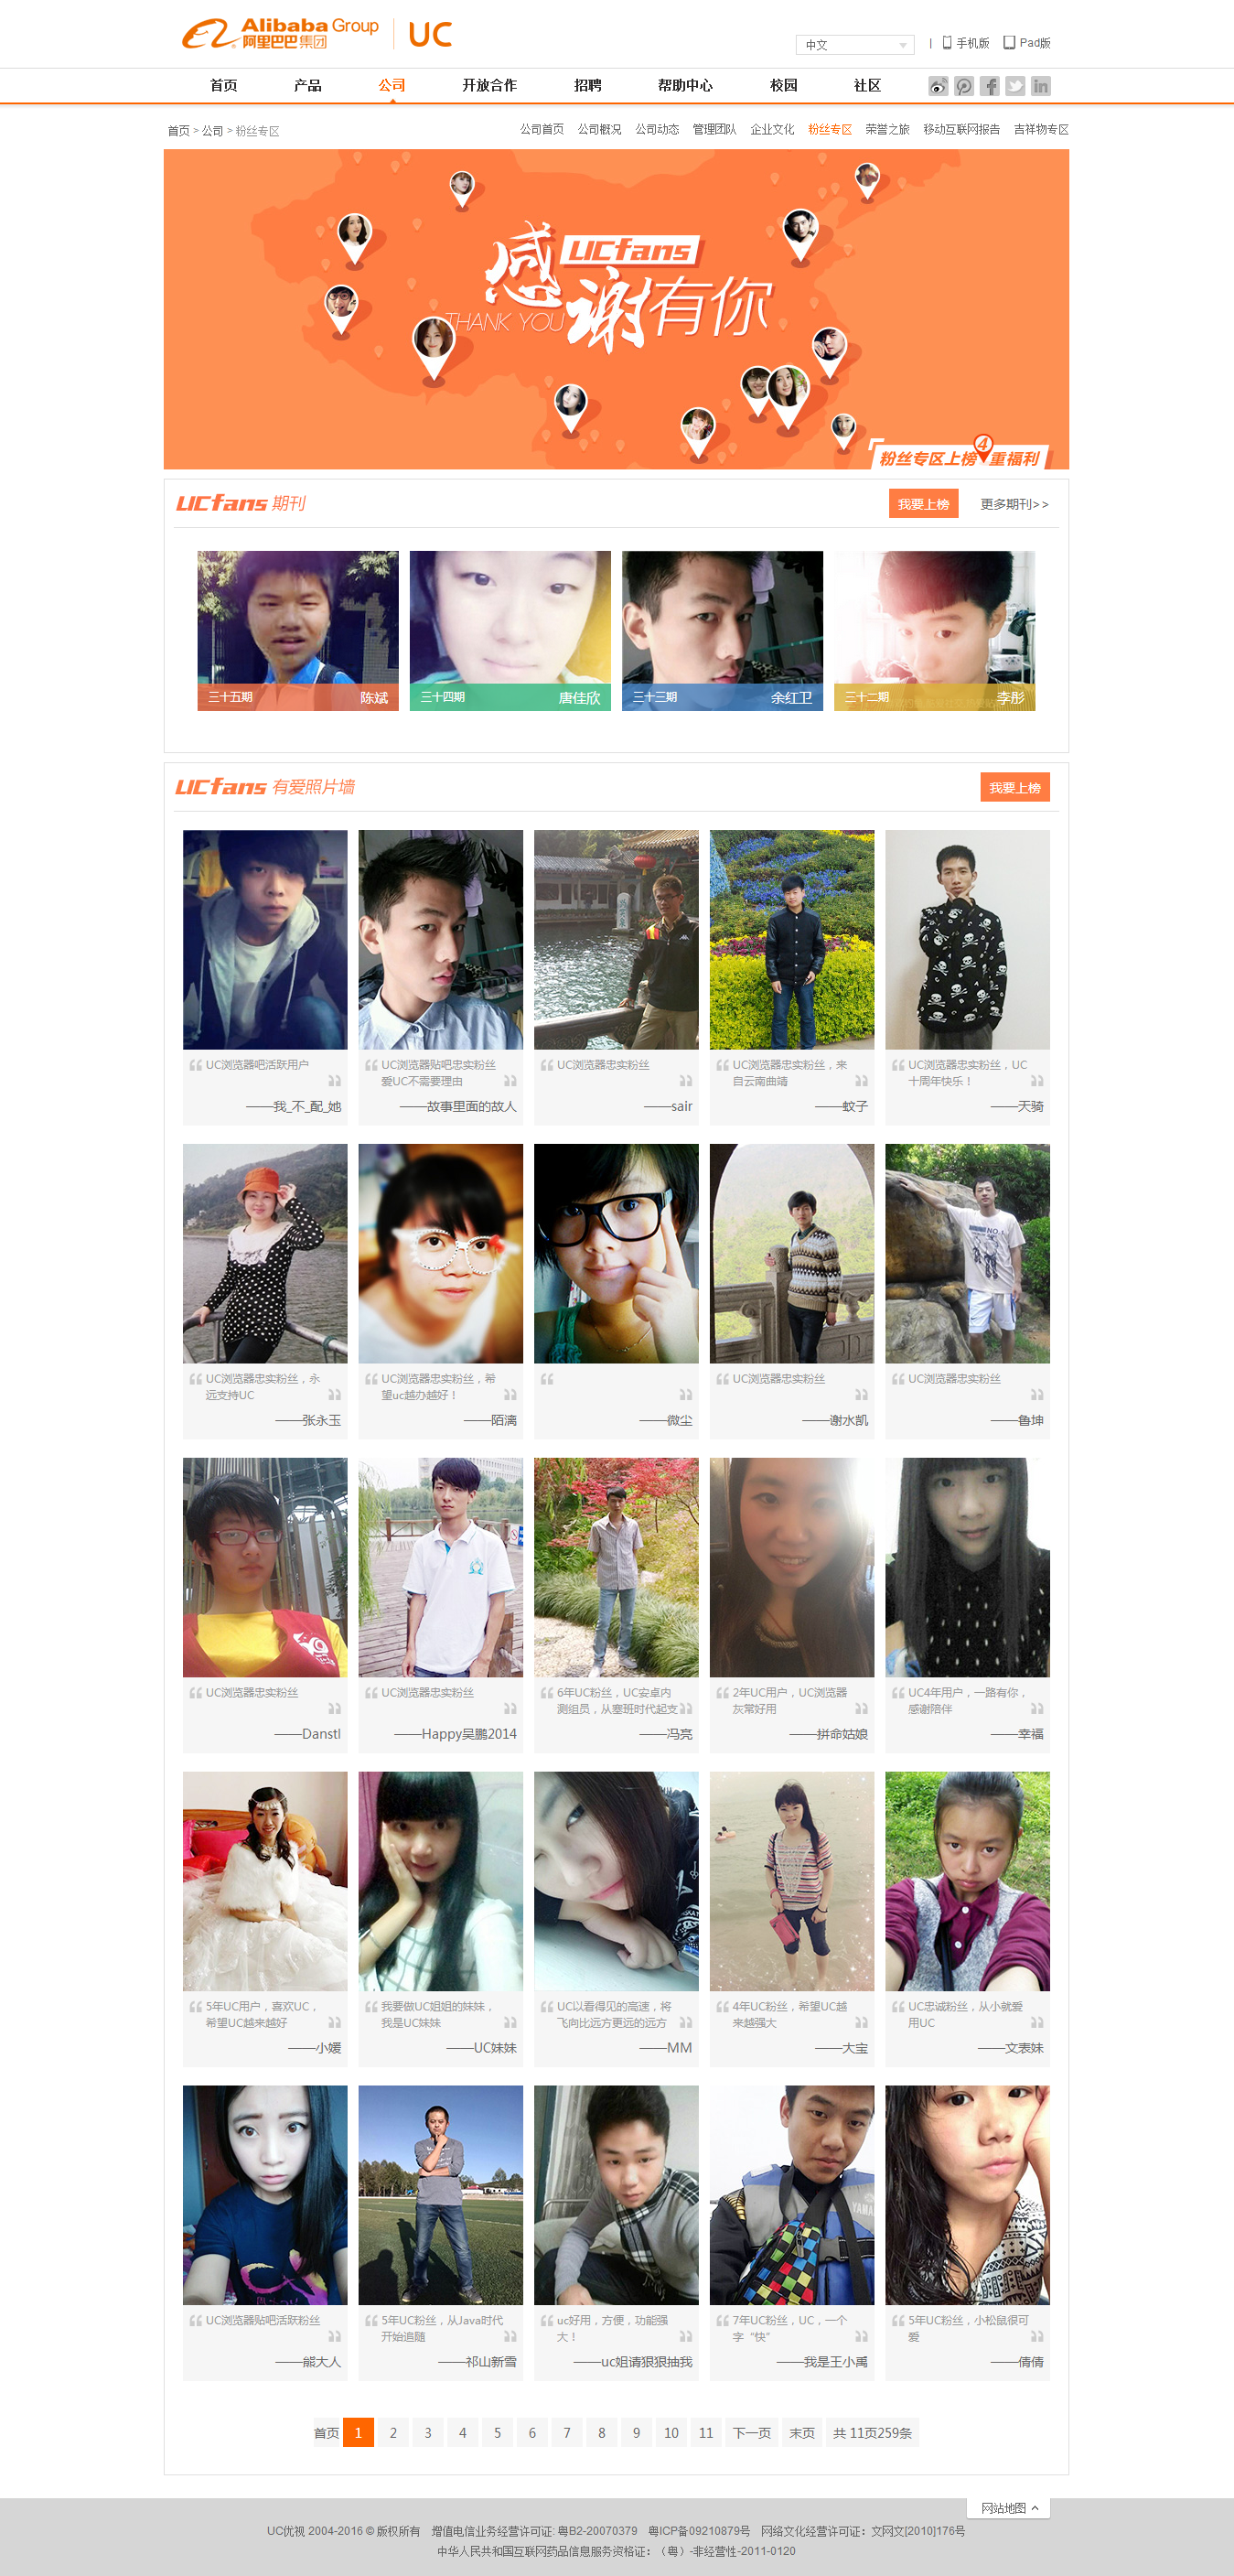 Alibaba Group
阿里巴巴集团
UC
中文
| 手机版 Pad版
首页 产品 公司 开放合作 招聘 帮助中心 校园 社区
首页 > 公司 > 粉丝专区
公司首页 公司概况 公司动态 管理团队 企业文化 粉丝专区 荣誉之旅 移动互联网报告 吉祥物专区
UCfans
感谢有你
THANK YOU
粉丝专区上榜 4 重福利
UCfans 期刊
我要上榜 更多期刊>>
三十五期 陈斌
三十四期 唐佳欣
三十三期 余红卫
三十二期 李彤
UCfans 有爱照片墙
我要上榜
UC浏览器吧活跃用户
——我_不_配_她
UC浏览器贴吧忠实粉丝
爱UC不需要理由
——故事里面的故人
UC浏览器忠实粉丝
——sair
UC浏览器忠实粉丝，来
自云南曲靖
——蚊子
UC浏览器忠实粉丝，UC
十周年快乐！
——天骑
UC浏览器忠实粉丝，永
远支持UC
——张永玉
UC浏览器忠实粉丝，希
望uc越办越好！
——陌漓
——微尘
UC浏览器忠实粉丝
——谢水凯
UC浏览器忠实粉丝
——鲁坤
UC浏览器忠实粉丝
——Danstl
UC浏览器忠实粉丝
——Happy吴鹏2014
6年UC粉丝，UC安卓内
测组员，从塞班时代起支
——冯亮
2年UC用户，UC浏览器
灰常好用
——拼命姑娘
UC4年用户，一路有你，
感谢陪伴
——幸福
5年UC用户，喜欢UC，
希望UC越来越好
——小媛
我要做UC姐姐的妹妹，
我是UC妹妹
——UC妹妹
UC以看得见的高速，将
飞向比远方更远的远方
——MM
4年UC粉丝，希望UC越
来越强大
——大宝
UC忠诚粉丝，从小就爱
用UC
——文表妹
UC浏览器贴吧活跃粉丝
——熊大人
5年UC粉丝，从Java时代
开始追随
——祁山新雪
uc好用，方便，功能强
大！
——uc姐请狠狠抽我
7年UC粉丝，UC，一个
字“快”
——我是王小禹
5年UC粉丝，小松鼠很可
爱
——倩倩
首页 1 2 3 4 5 6 7 8 9 10 11 下一页 末页 共 11页259条
网站地图
UC优视 2004-2016 © 版权所有 增值电信业务经营许可证: 粤B2-20070379 粤ICP备09210879号 网络文化经营许可证：文网文[2010]176号
中华人民共和国互联网药品信息服务资格证：（粤）-非经营性-2011-0120